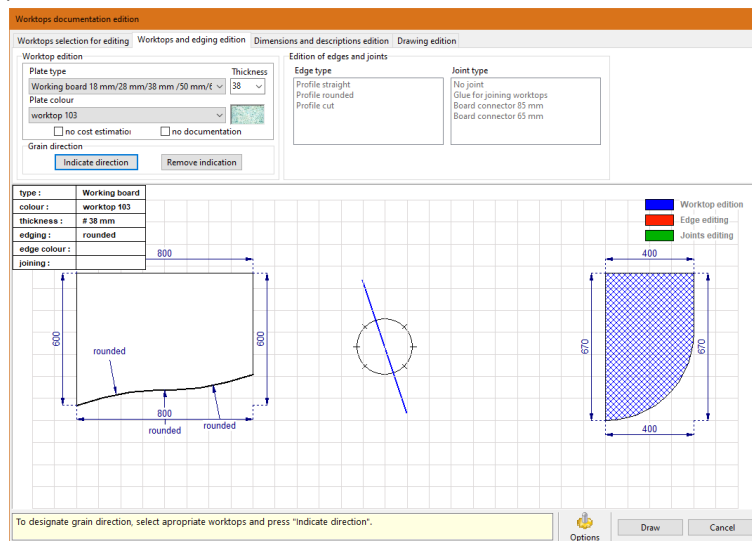 Worktops documentation edition
Worktops selection for editing Worktops and edging edition Dimensions and descriptions edition Drawing edition
Worktop edition
Plate type Thickness
Working board 18 mm/28 mm/38 mm /50 mm/6 38
Plate colour
worktop 103
no cost estimation no documentation
Grain direction
Indicate direction Remove indication
Edition of edges and joints
Edge type Joint type
Profile straight No joint
Profile rounded Glue for joining worktops
Profile cut Board connector 85 mm
Board connector 65 mm
type : Working board
colour : worktop 103
thickness : # 38 mm
edging : rounded
edge colour :
joining :
Worktop edition
Edge editing
Joints editing
800
600
600
rounded
800
rounded
rounded
400
670
670
400
To designate grain direction, select apropriate worktops and press "Indicate direction".
Options
Draw
Cancel